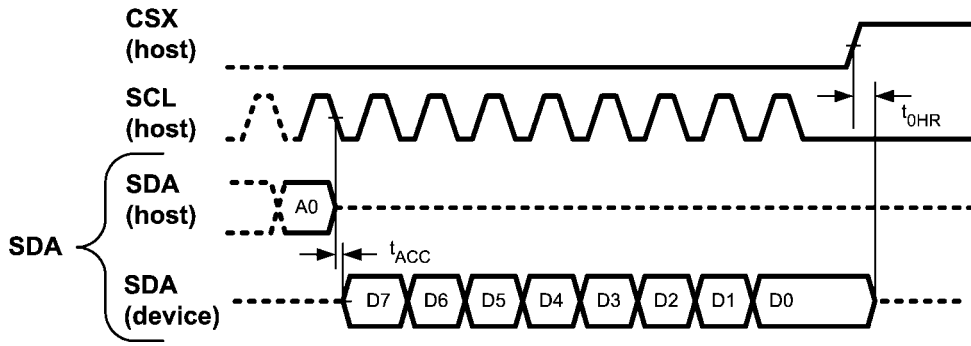 CSX
(host)
SCL
(host)
t0HR
SDA
(host)
A0
SDA
tACC
SDA
(device)
D7 D6 D5 D4 D3 D2 D1 D0